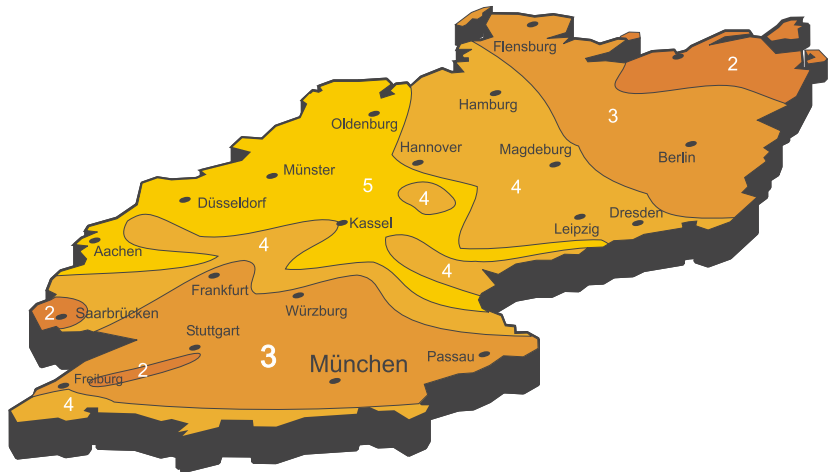 Flensburg
2
Hamburg
3
Oldenburg
Hannover
Magdeburg
Berlin
Münster
5
4
4
Düsseldorf
Kassel
Leipzig
Dresden
Aachen
4
4
Frankfurt
Würzburg
2
Saarbrücken
Stuttgart
3
München
Passau
2
Freiburg
4